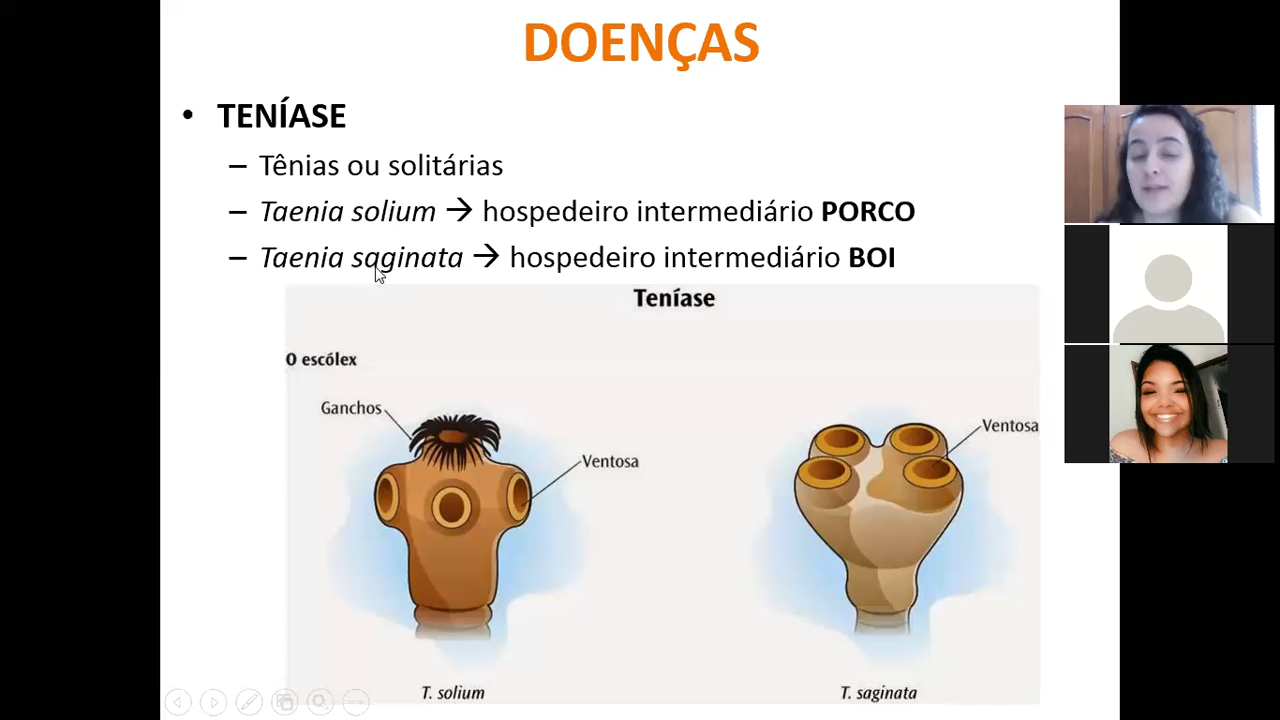 DOENÇAS
• TENÍASE
– Tênias ou solitárias
– Taenia solium → hospedeiro intermediário PORCO
– Taenia saginata → hospedeiro intermediário BOI
Teníase
O escólex
Ganchos
Ventosa
Ventosa
T. solium
T. saginata